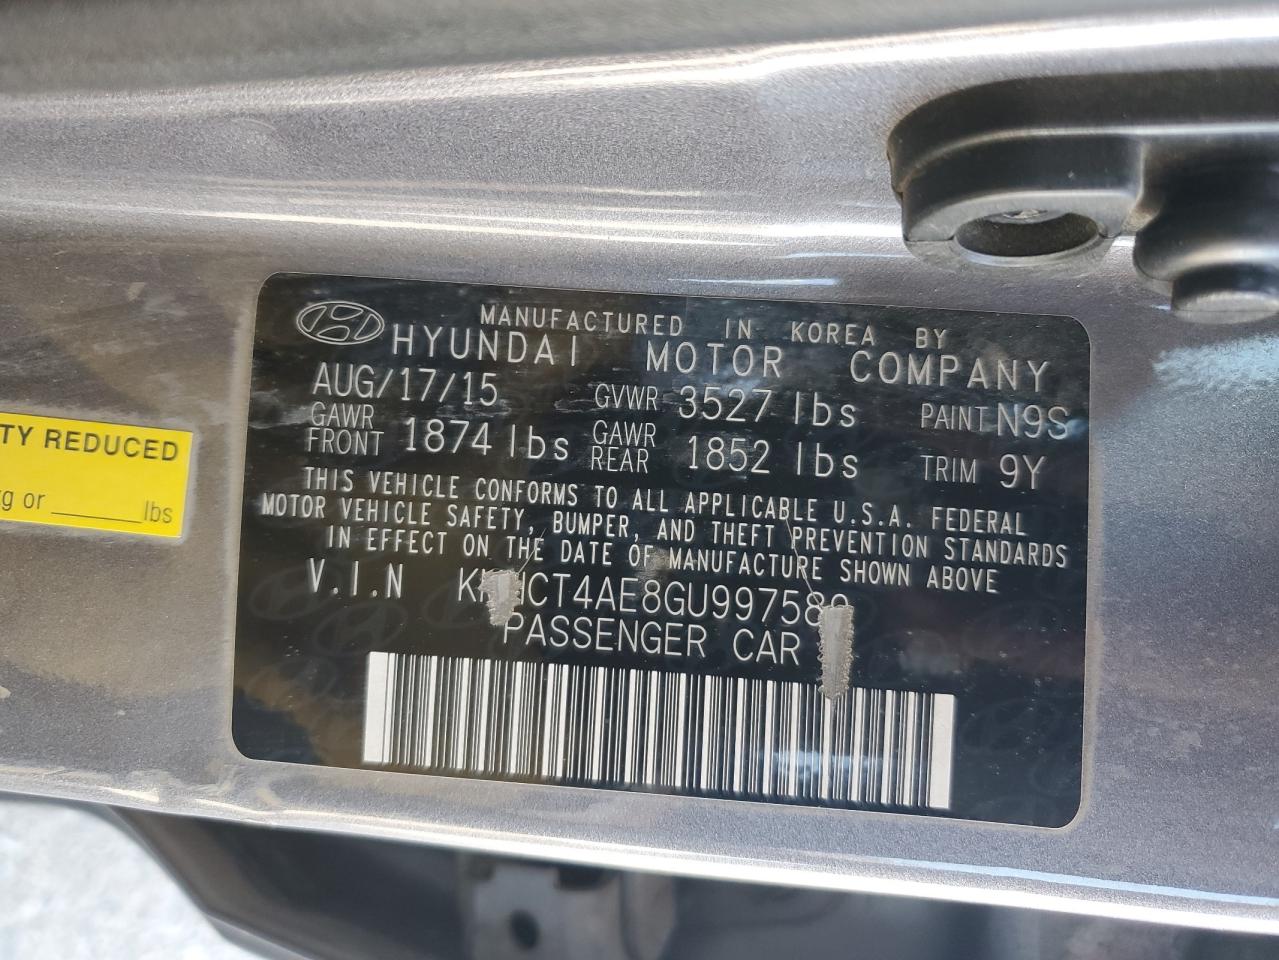 MANUFACTURED IN KOREA BY
HYUNDAI MOTOR COMPANY
AUG/17/15 GVWR 3527 lbs PAINT N9S
GAWR FRONT 1874 lbs GAWR REAR 1852 lbs TRIM 9Y
THIS VEHICLE CONFORMS TO ALL APPLICABLE U.S.A. FEDERAL
MOTOR VEHICLE SAFETY, BUMPER, AND THEFT PREVENTION STANDARDS
IN EFFECT ON THE DATE OF MANUFACTURE SHOWN ABOVE
V.I.N
PASSENGER CAR
REDUCED
or ______lbs